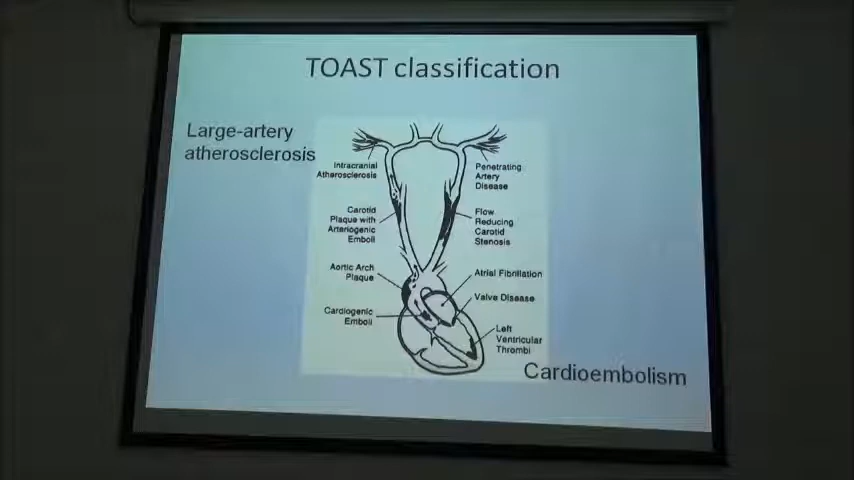 TOAST classification
Large-artery
atherosclerosis
Intracranial
Atherosclerosis
Penetrating
Artery
Disease
Carotid
Plaque with
Arteriogenic
Emboli
Flow
Reducing
Carotid
Stenosis
Aortic Arch
Plaque
Atrial Fibrillation
Valve Disease
Cardiogenic
Emboli
Left
Ventricular
Thrombi
Cardioembolism